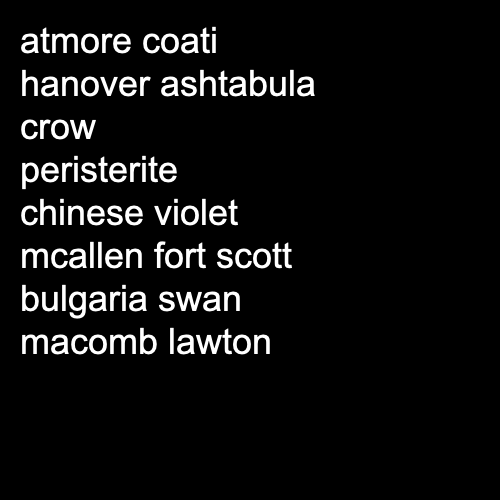 atmore coati
hanover ashtabula
crow
peristerite
chinese violet
mcallen fort scott
bulgaria swan
macomb lawton